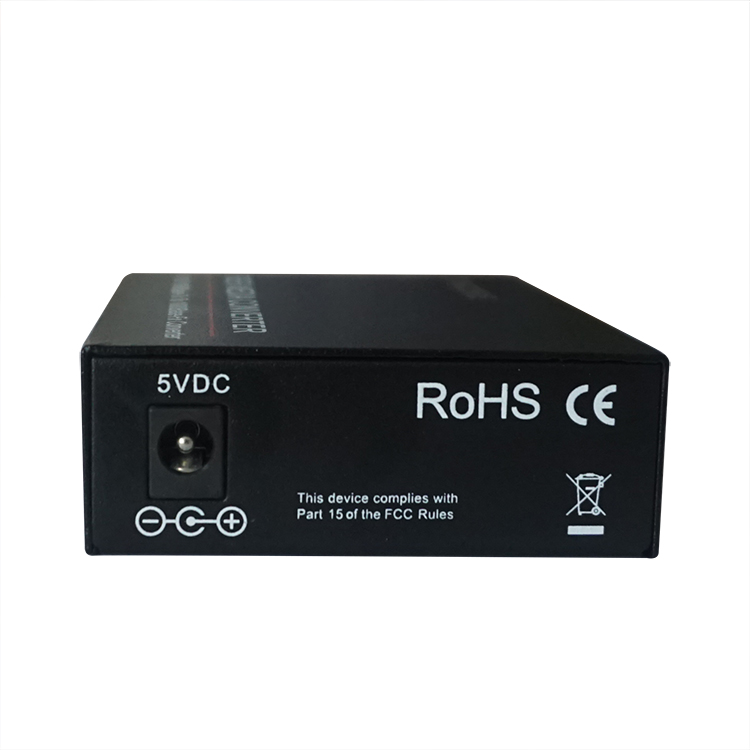 5VDC
RoHS CE
This device complies with
Part 15 of the FCC Rules